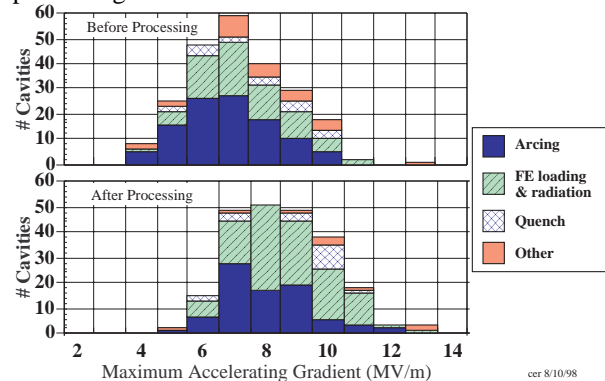 Before Processing
# Cavities
60
50
40
30
20
10
0
After Processing
# Cavities
60
50
40
30
20
10
0
2 4 6 8 10 12 14
Maximum Accelerating Gradient (MV/m)
Arcing
FE loading
& radiation
Quench
Other
cer 8/10/98